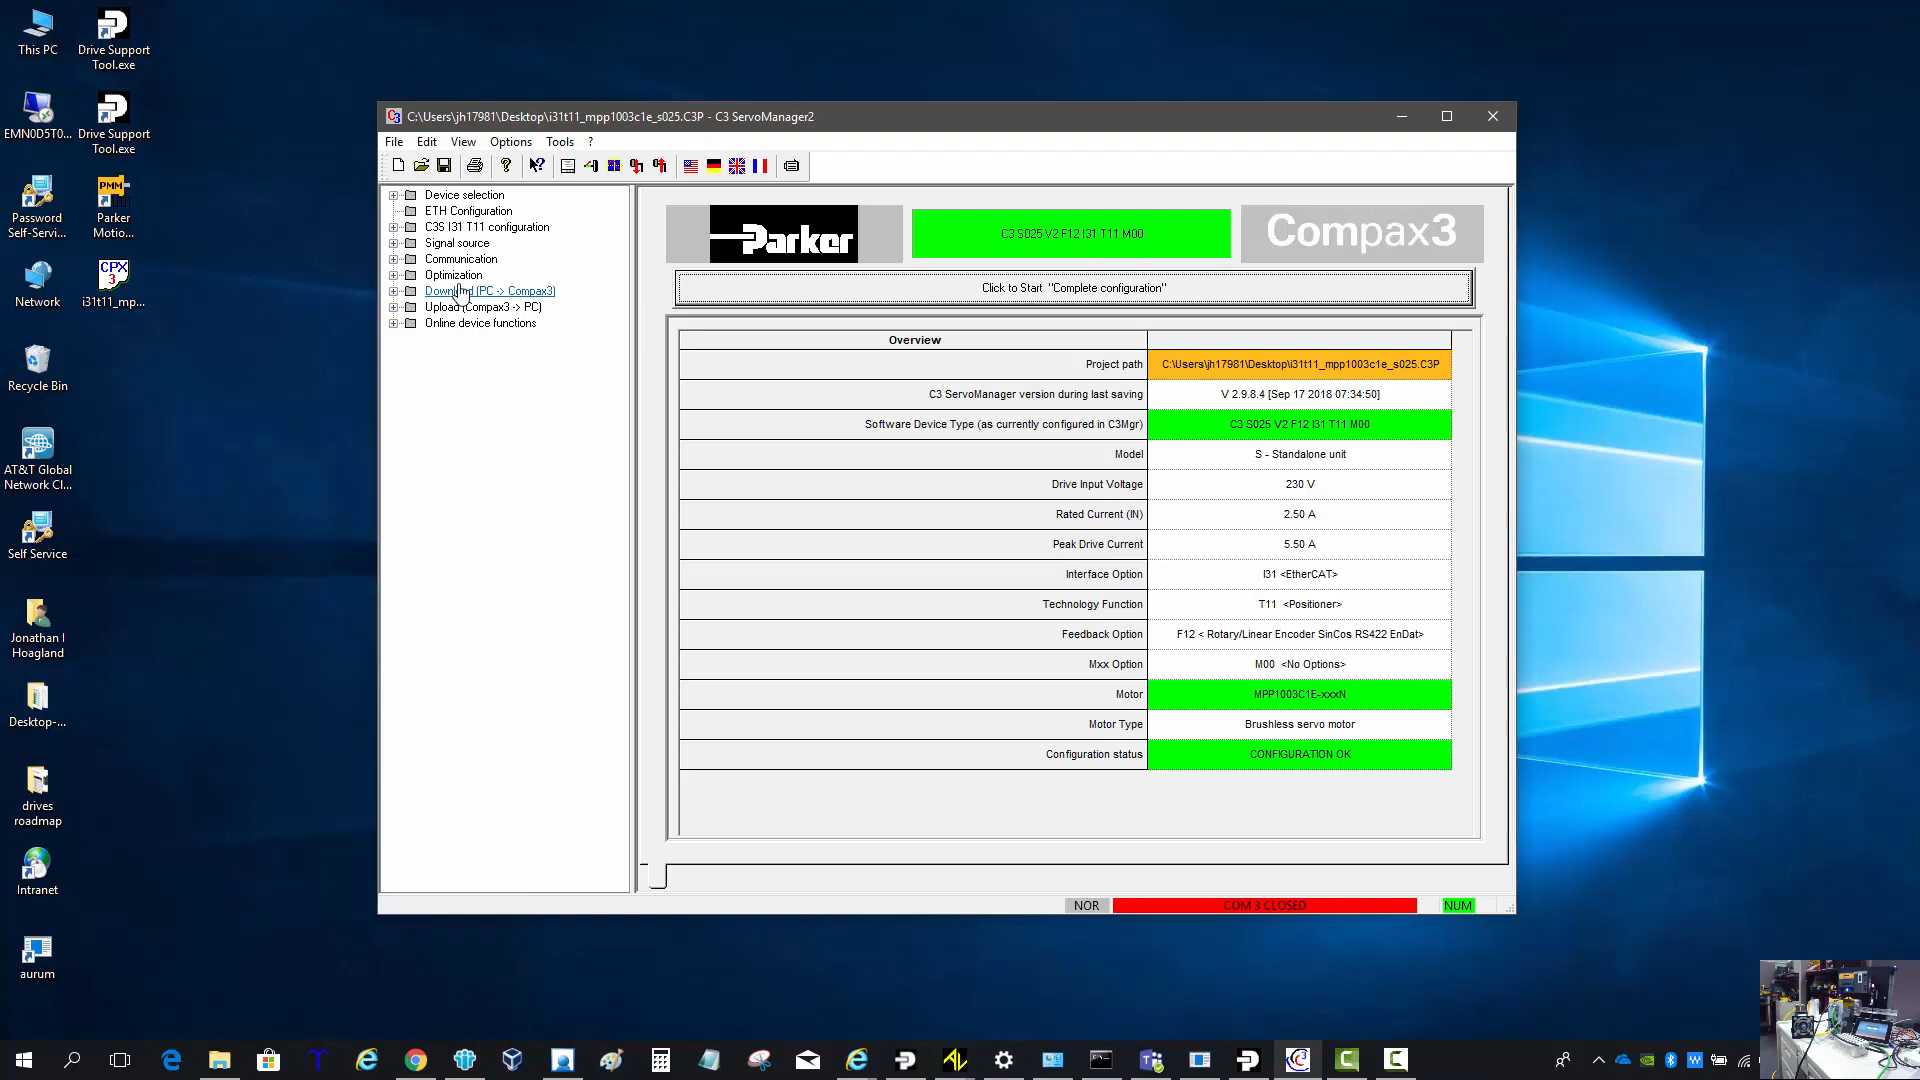 This PC
Drive Support
Tool.exe
EMN0D5T0...
Drive Support
Tool.exe
Password
Self-Servi...
PMM
Parker
Motio...
Network
CPX
3
i31t11_mp...
Recycle Bin
AT&T Global
Network Cl...
Self Service
Jonathan I
Hoagland
Desktop-...
drives
roadmap
Intranet
aurum
C3
C:\Users\jh17981\Desktop\i31t11_mpp1003c1e_s025.C3P - C3 ServoManager2
File Edit View Options Tools ?
Device selection
ETH Configuration
C3S I31 T11 configuration
Signal source
Communication
Optimization
Download (PC -> Compax3)
Upload (Compax3 -> PC)
Online device functions
Parker
C3 S025 V2 F12 I31 T11 M00
Compax3
Click to Start "Complete configuration"
Overview
Project path C:\Users\jh17981\Desktop\i31t11_mpp1003c1e_s025.C3P
C3 ServoManager version during last saving V 2.9.8.4 [Sep 17 2018 07:34:50]
Software Device Type (as currently configured in C3Mgr) C3 S025 V2 F12 I31 T11 M00
Model S - Standalone unit
Drive Input Voltage 230 V
Rated Current (IN) 2.50 A
Peak Drive Current 5.50 A
Interface Option I31 <EtherCAT>
Technology Function T11 <Positioner>
Feedback Option F12 < Rotary/Linear Encoder SinCos RS422 EnDat>
Mxx Option M00 <No Options>
Motor MPP1003C1E-xxxN
Motor Type Brushless servo motor
Configuration status CONFIGURATION OK
NOR COM 3 CLOSED NUM